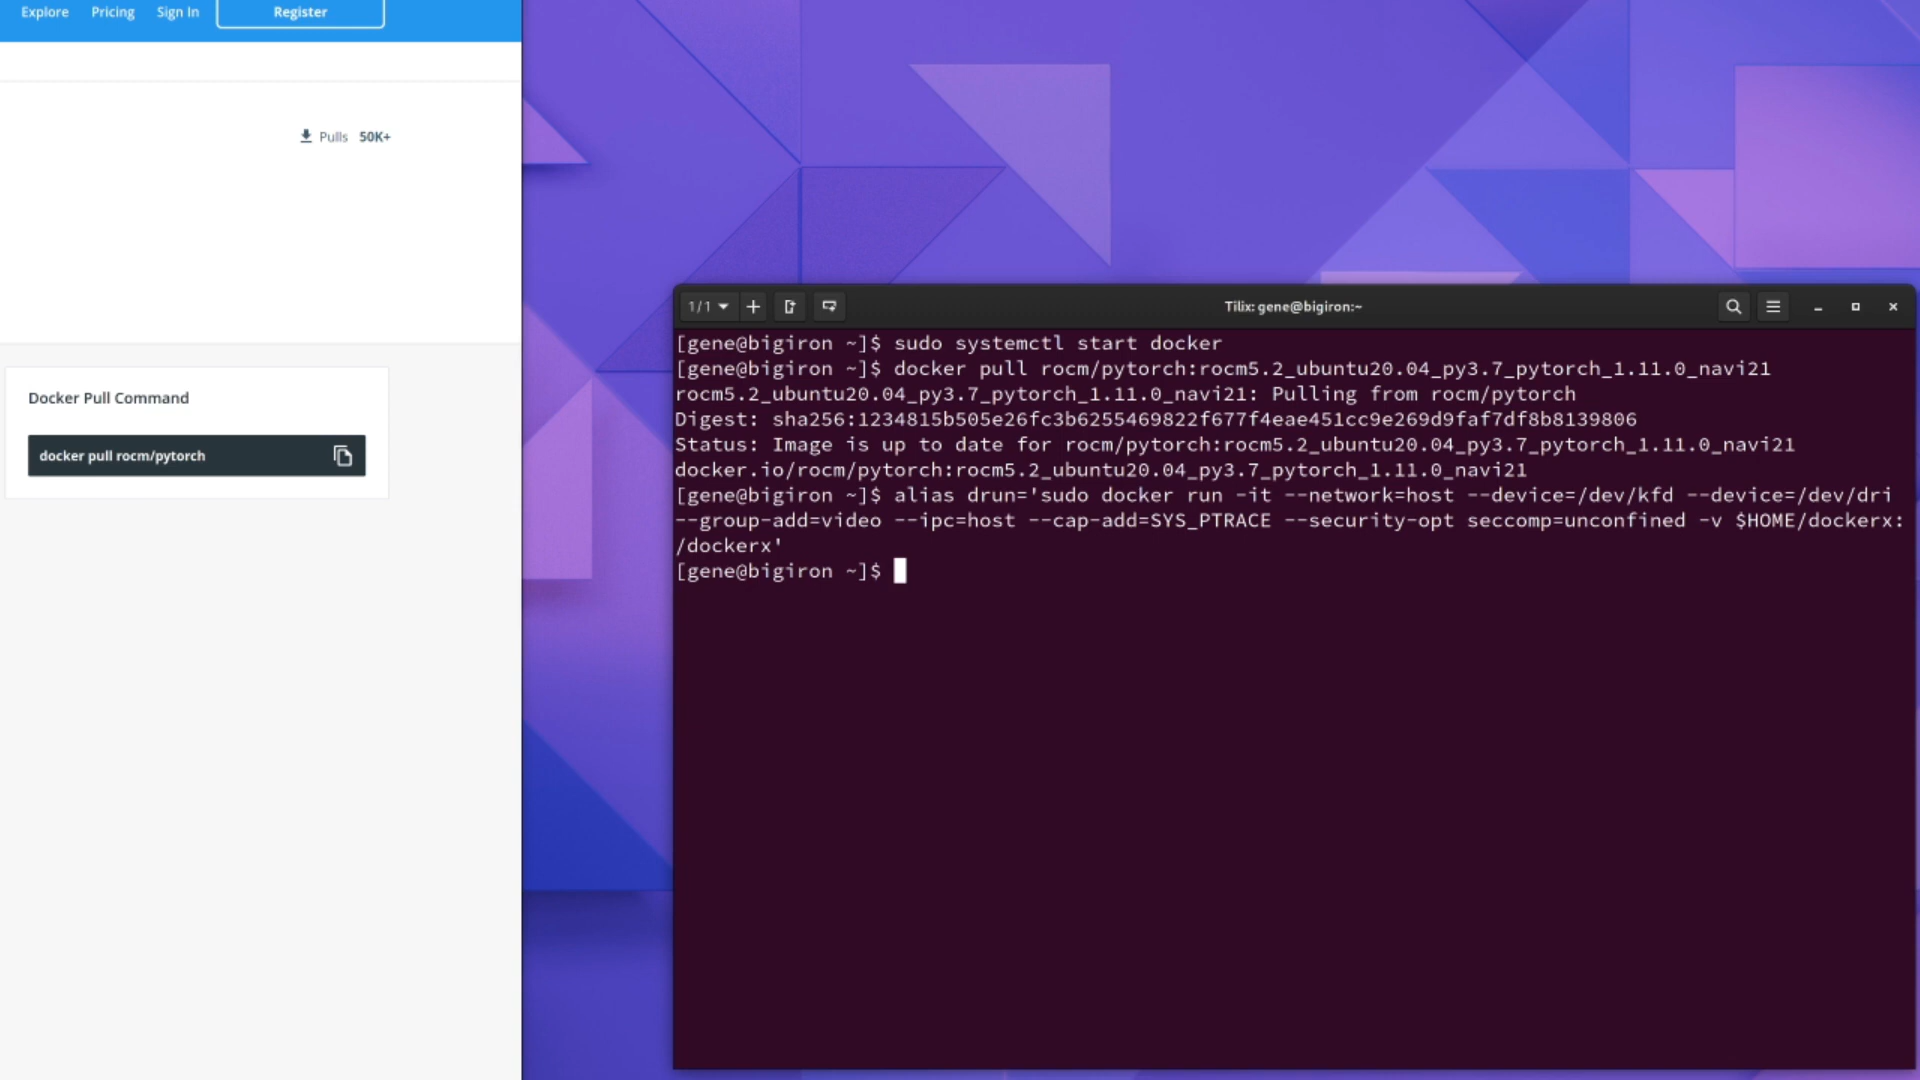 Explore Pricing Sign In Register
Pulls 50K+
Docker Pull Command
docker pull rocm/pytorch
1/1
Tilix: gene@bigiron:~
[gene@bigiron ~]$ sudo systemctl start docker
[gene@bigiron ~]$ docker pull rocm/pytorch:rocm5.2_ubuntu20.04_py3.7_pytorch_1.11.0_navi21
rocm5.2_ubuntu20.04_py3.7_pytorch_1.11.0_navi21: Pulling from rocm/pytorch
Digest: sha256:1234815b505e26fc3b6255469822f677f4eae451cc9e269d9faf7df8b8139806
Status: Image is up to date for rocm/pytorch:rocm5.2_ubuntu20.04_py3.7_pytorch_1.11.0_navi21
docker.io/rocm/pytorch:rocm5.2_ubuntu20.04_py3.7_pytorch_1.11.0_navi21
[gene@bigiron ~]$ alias drun='sudo docker run -it --network=host --device=/dev/kfd --device=/dev/dri
--group-add=video --ipc=host --cap-add=SYS_PTRACE --security-opt seccomp=unconfined -v $HOME/dockerx:
/dockerx'
[gene@bigiron ~]$